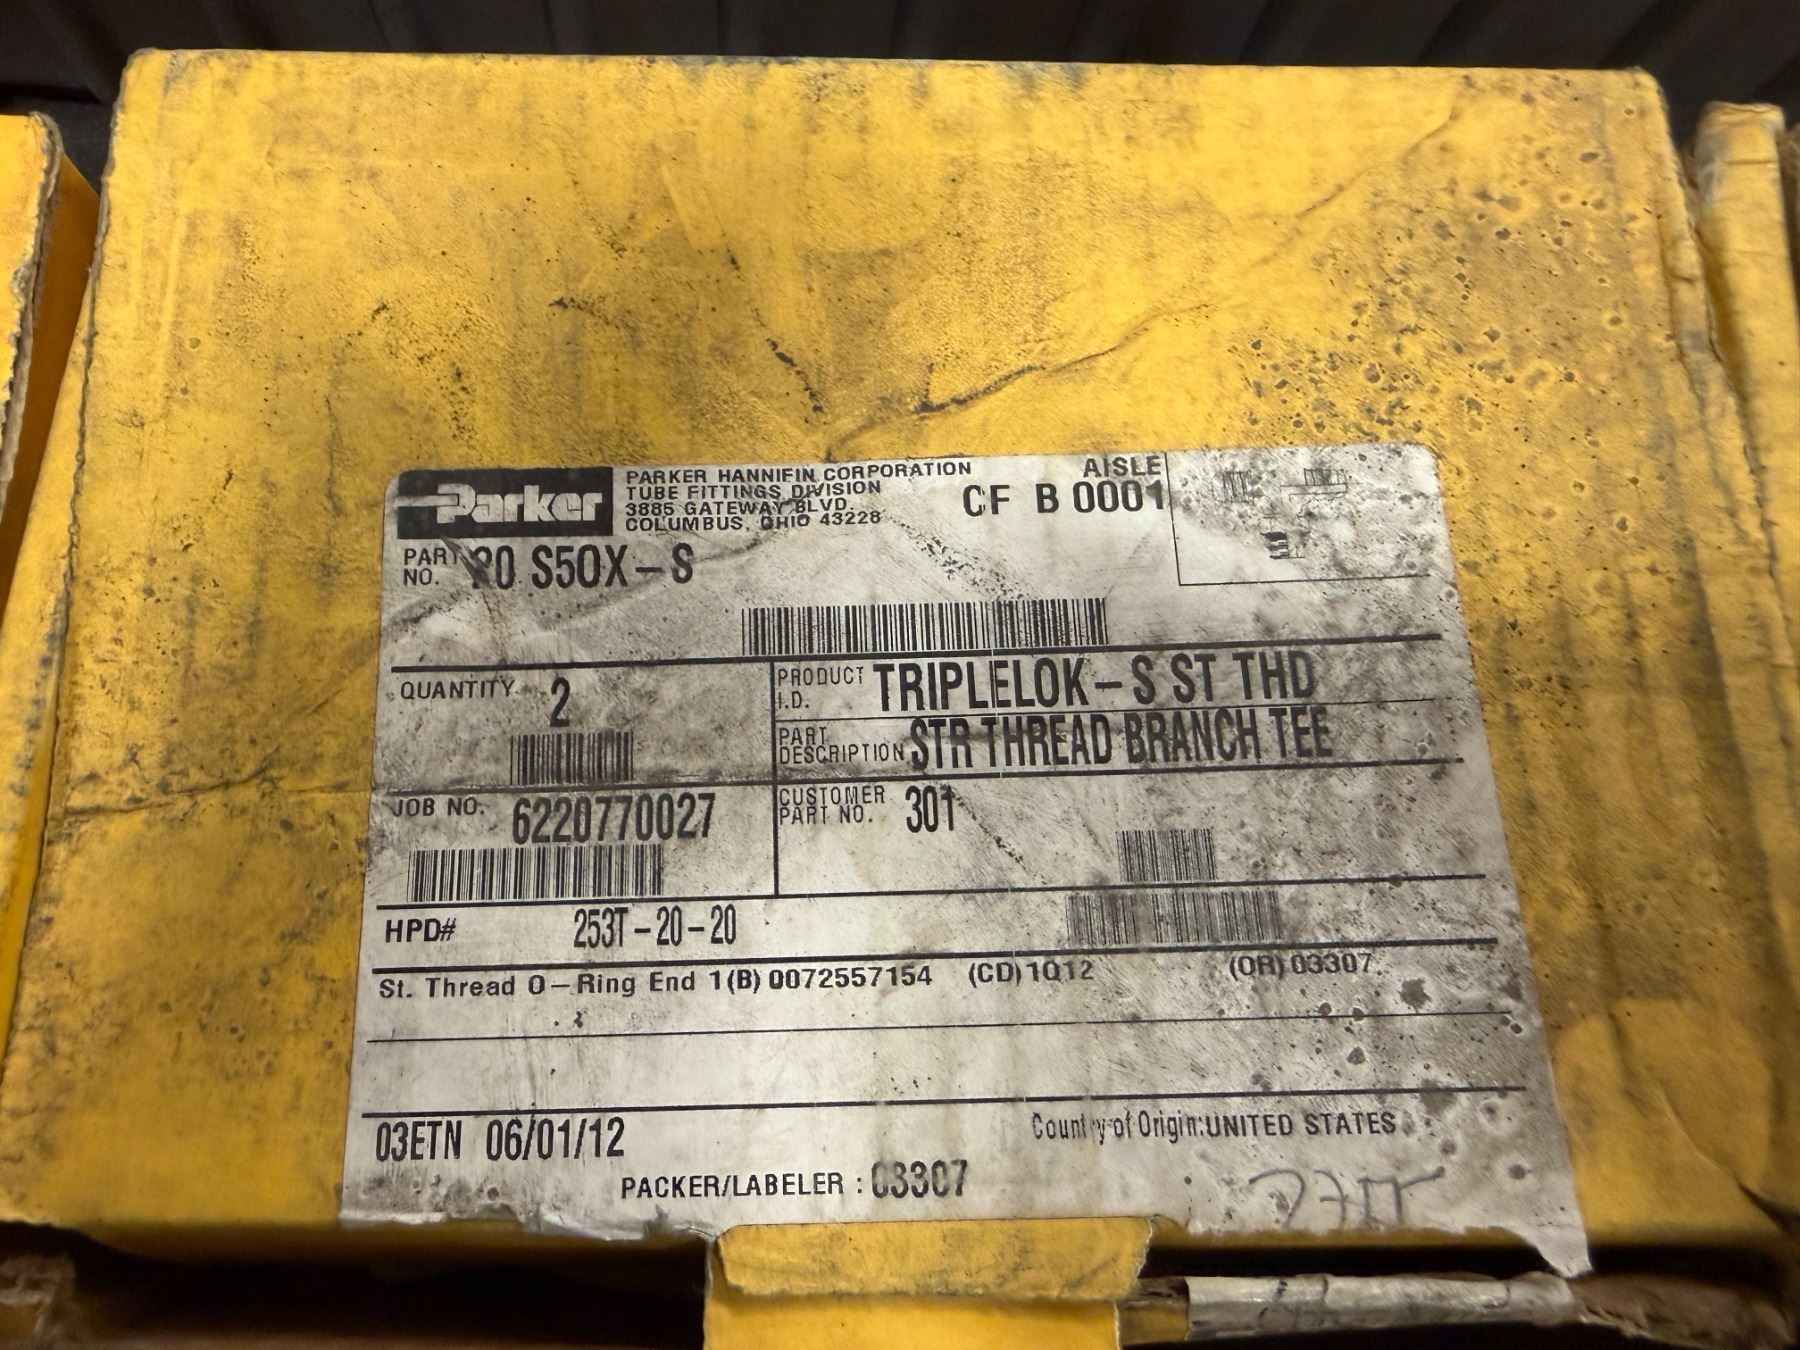 Parker
PARKER HANNIFIN CORPORATION
TUBE FITTINGS DIVISION
3885 GATEWAY BLVD.
COLUMBUS, OHIO 43228
AISLE
CF B 0001
PART NO. 20 S5OX-S
QUANTITY 2
PRODUCT I.D. TRIPLELOK-S ST THD
PART DESCRIPTION STR THREAD BRANCH TEE
JOB NO. 6220770027
CUSTOMER PART NO. 301
HPD# 253T-20-20
St. Thread O-Ring End 1 (B) 0072557154 (CD) 1Q12 (OR) 03307
03ETN 06/01/12
Country of Origin: UNITED STATES
PACKER/LABELER : 03307